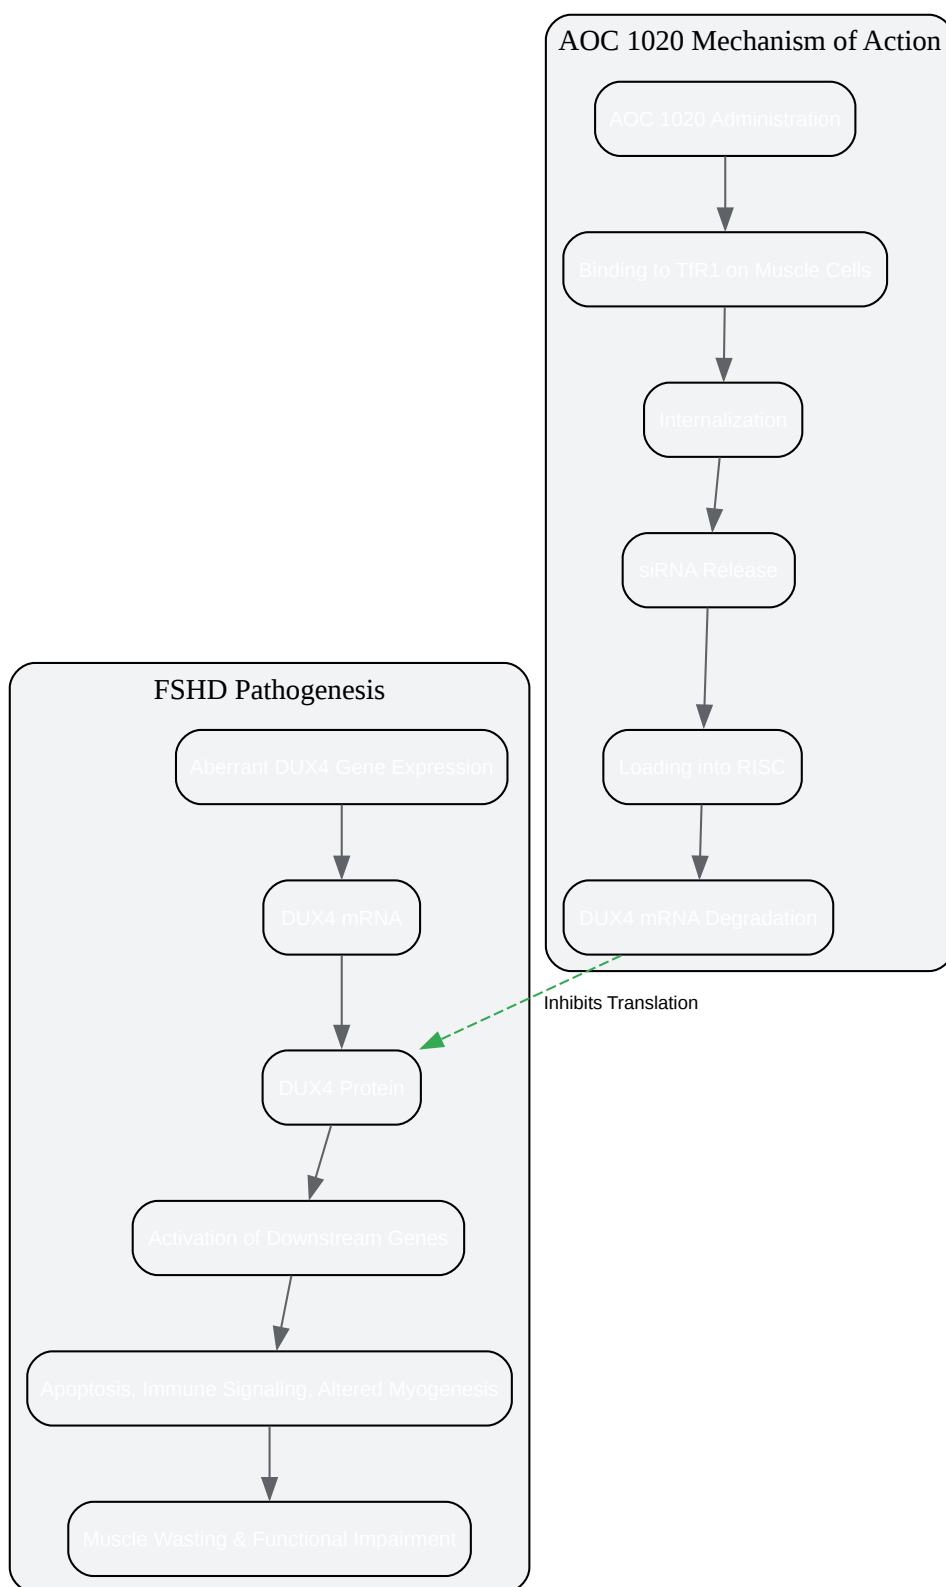 AOC 1020 Mechanism of Action
AOC 1020 Administration
Binding to TfR1 on Muscle Cells
Internalization
siRNA Release
Loading into RISC
DUX4 mRNA Degradation
Inhibits Translation
FSHD Pathogenesis
Aberrant DUX4 Gene Expression
DUX4 mRNA
DUX4 Protein
Activation of Downstream Genes
Apoptosis, Immune Signaling, Altered Myogenesis
Muscle Wasting & Functional Impairment